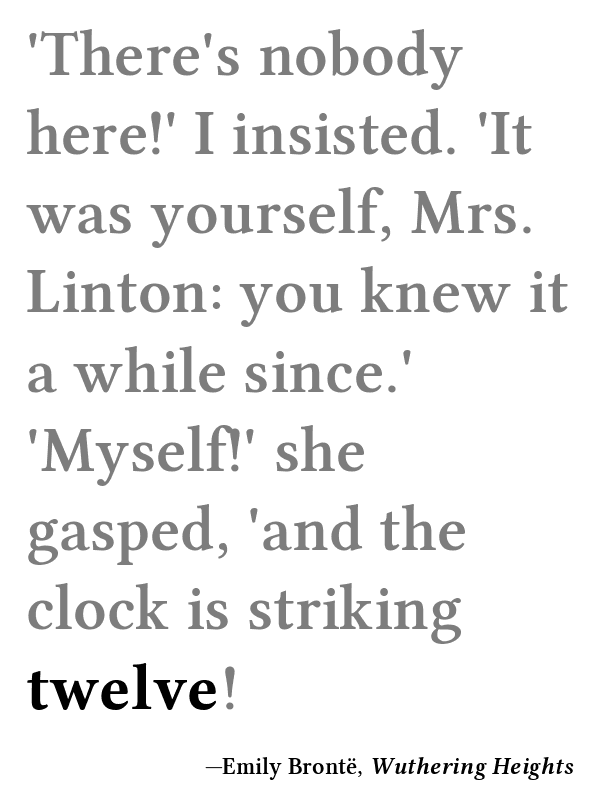 'There's nobody
here!' I insisted. 'It
was yourself, Mrs.
Linton: you knew it
a while since.'
'Myself!' she
gasped, 'and the
clock is striking
twelve!
—Emily Brontë, Wuthering Heights